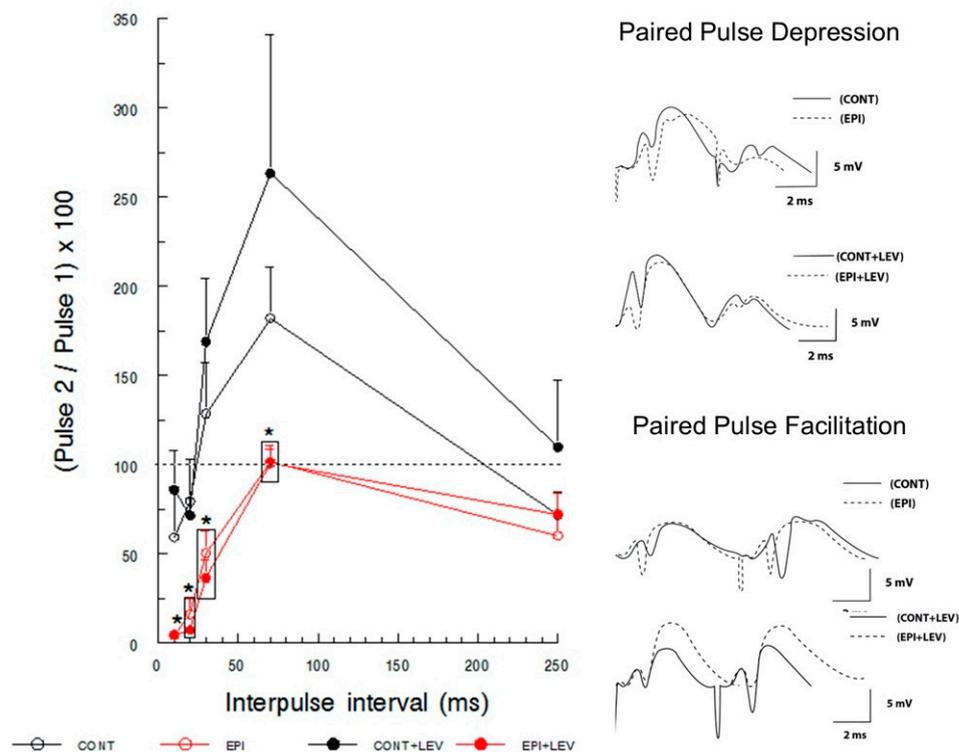 350
300
250
200
150
100
50
0
(Pulse 2 / Pulse 1) x 100
*
*
*
*
0
50
100
150
200
250
Interpulse interval (ms)
CONT
EPI
CONT+LEV
EPI+LEV
Paired Pulse Depression
(CONT)
(EPI)
5 mV
2 ms
(CONT+LEV)
(EPI+LEV)
5 mV
2 ms
Paired Pulse Facilitation
(CONT)
(EPI)
5 mV
(CONT+LEV)
(EPI+LEV)
5 mV
2 ms